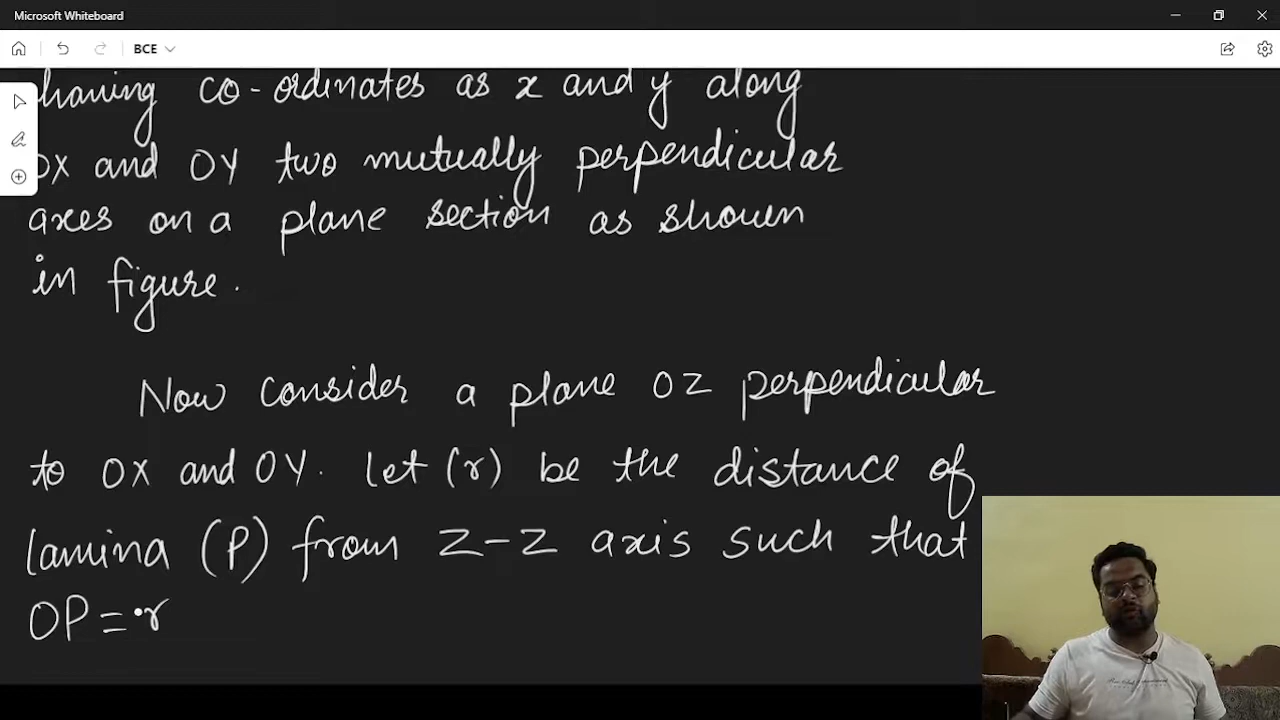 Microsoft Whiteboard
BCE
having co-ordinates as x and y along
OX and OY two mutually perpendicular
axes on a plane section as shown
in figure.
Now consider a plane OZ perpendicular
to OX and OY. Let (r) be the distance of
lamina (P) from Z-Z axis such that
OP = r